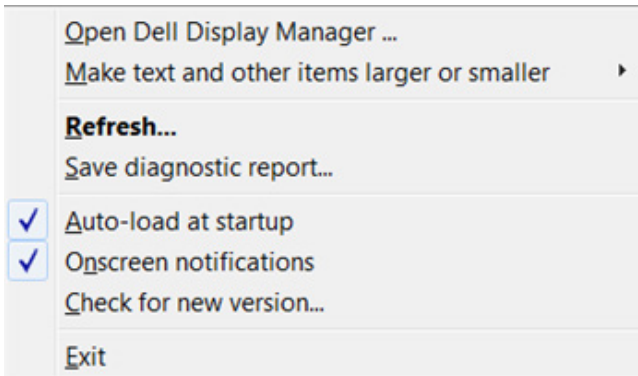 Open Dell Display Manager ...
Make text and other items larger or smaller
Refresh...
Save diagnostic report...
Auto-load at startup
Onscreen notifications
Check for new version...
Exit